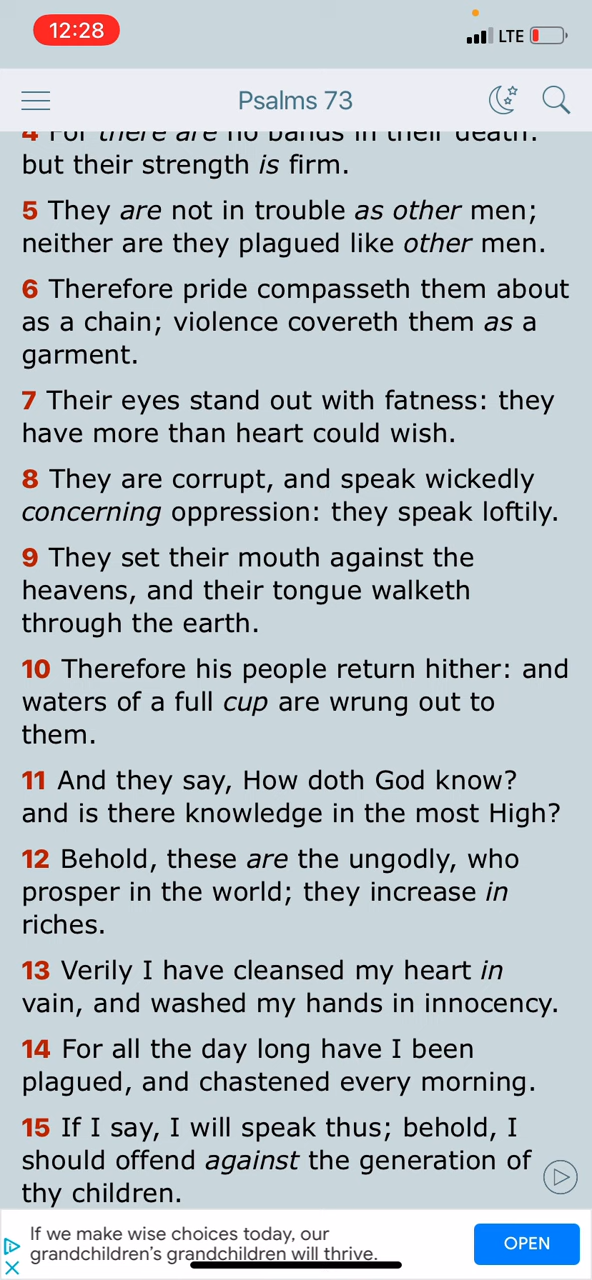 12:28
LTE
Psalms 73
4 For there are no bands in their death:
but their strength is firm.
5 They are not in trouble as other men;
neither are they plagued like other men.
6 Therefore pride compasseth them about
as a chain; violence covereth them as a
garment.
7 Their eyes stand out with fatness: they
have more than heart could wish.
8 They are corrupt, and speak wickedly
concerning oppression: they speak loftily.
9 They set their mouth against the
heavens, and their tongue walketh
through the earth.
10 Therefore his people return hither: and
waters of a full cup are wrung out to
them.
11 And they say, How doth God know?
and is there knowledge in the most High?
12 Behold, these are the ungodly, who
prosper in the world; they increase in
riches.
13 Verily I have cleansed my heart in
vain, and washed my hands in innocency.
14 For all the day long have I been
plagued, and chastened every morning.
15 If I say, I will speak thus; behold, I
should offend against the generation of
thy children.
If we make wise choices today, our
grandchildren's grandchildren will thrive.
OPEN